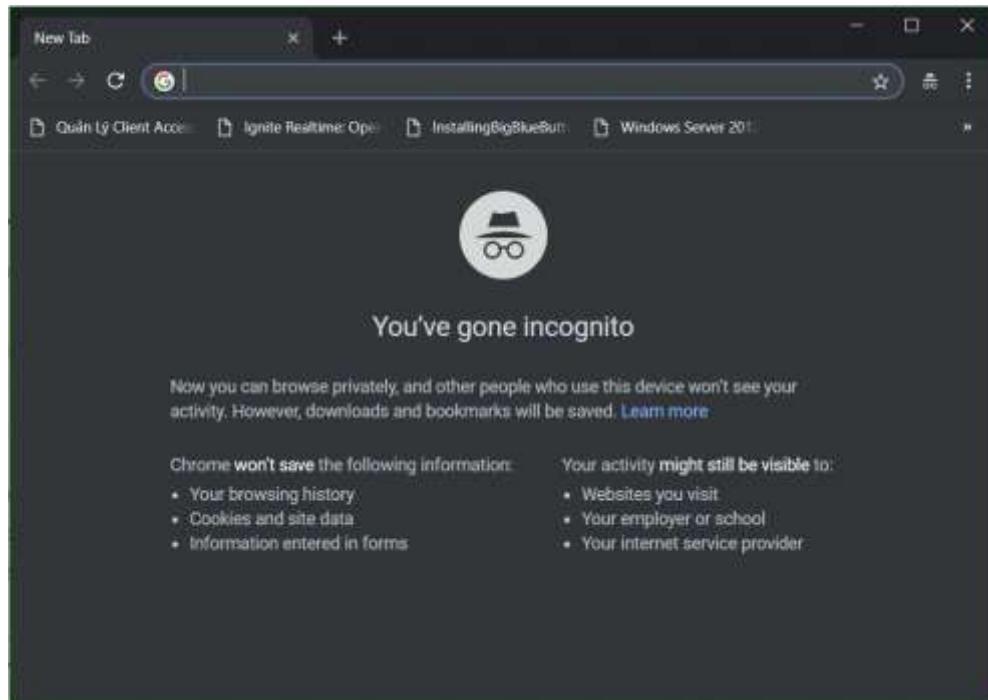 New Tab
Quản Lý Client Acce
Ignite Realtime: Ope
InstallingBigBlueButt
Windows Server 201
You've gone incognito
Now you can browse privately, and other people who use this device won't see your
activity. However, downloads and bookmarks will be saved. Learn more
Chrome won't save the following information:
• Your browsing history
• Cookies and site data
• Information entered in forms
Your activity might still be visible to:
• Websites you visit
• Your employer or school
• Your internet service provider